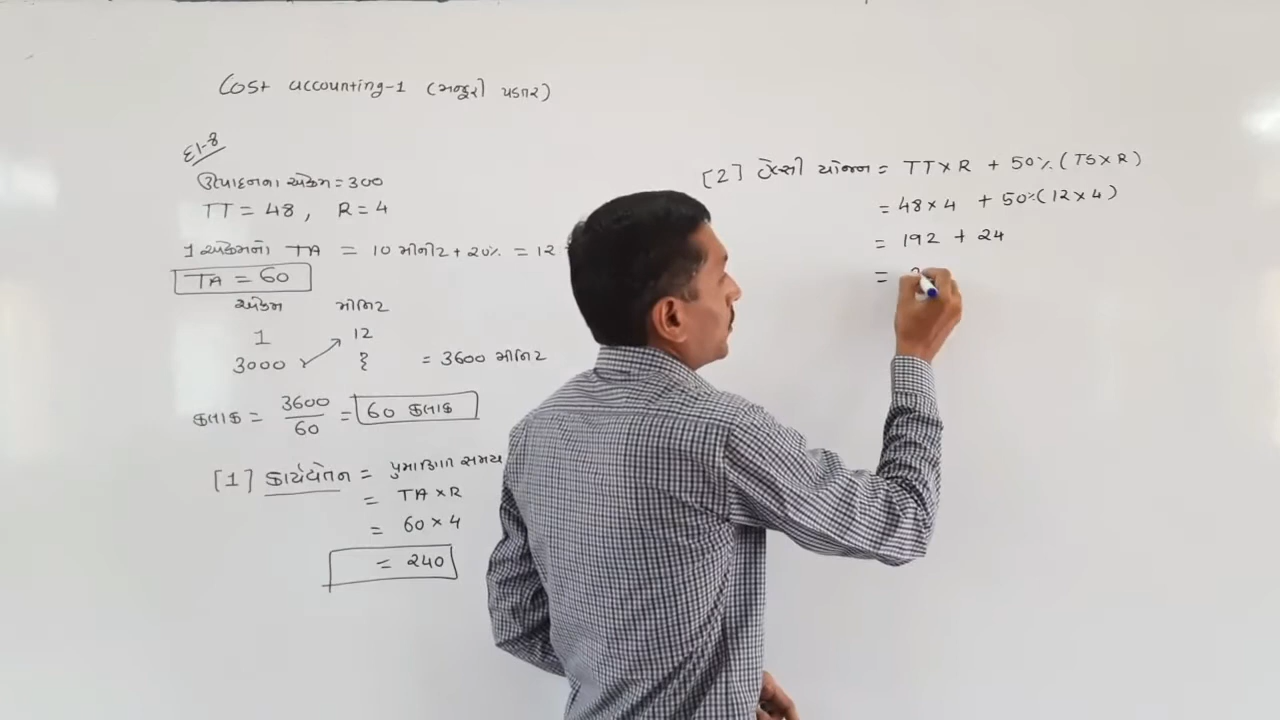 Cost accounting-1 (મજૂરી પડતર)
દા-8
ઉત્પાદનના એકમ = 300
TT = 48, R = 4
1 એકમનો TA = 10 મીનીટ + 20% = 12
TA = 60
એકમ મીનિટ
1 12
3000 = 3600 મીનિટ
કલાક = 3600/60 = 60 કલાક
[1] કાર્યવેતન = સમય
= TA × R
= 60 × 4
= 240
[2] હેલ્સી યોજના = TT × R + 50% (TS × R)
= 48 × 4 + 50% (12 × 4)
= 192 + 24
=